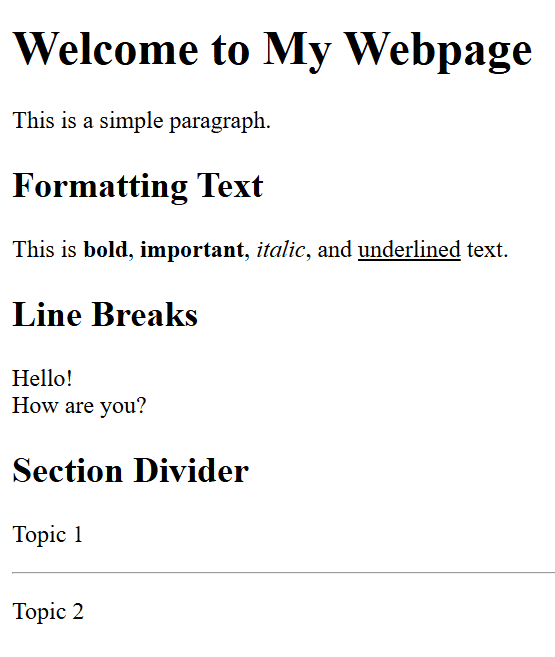 Welcome to My Webpage
This is a simple paragraph.
Formatting Text
This is bold, important, italic, and underlined text.
Line Breaks
Hello!
How are you?
Section Divider
Topic 1
Topic 2